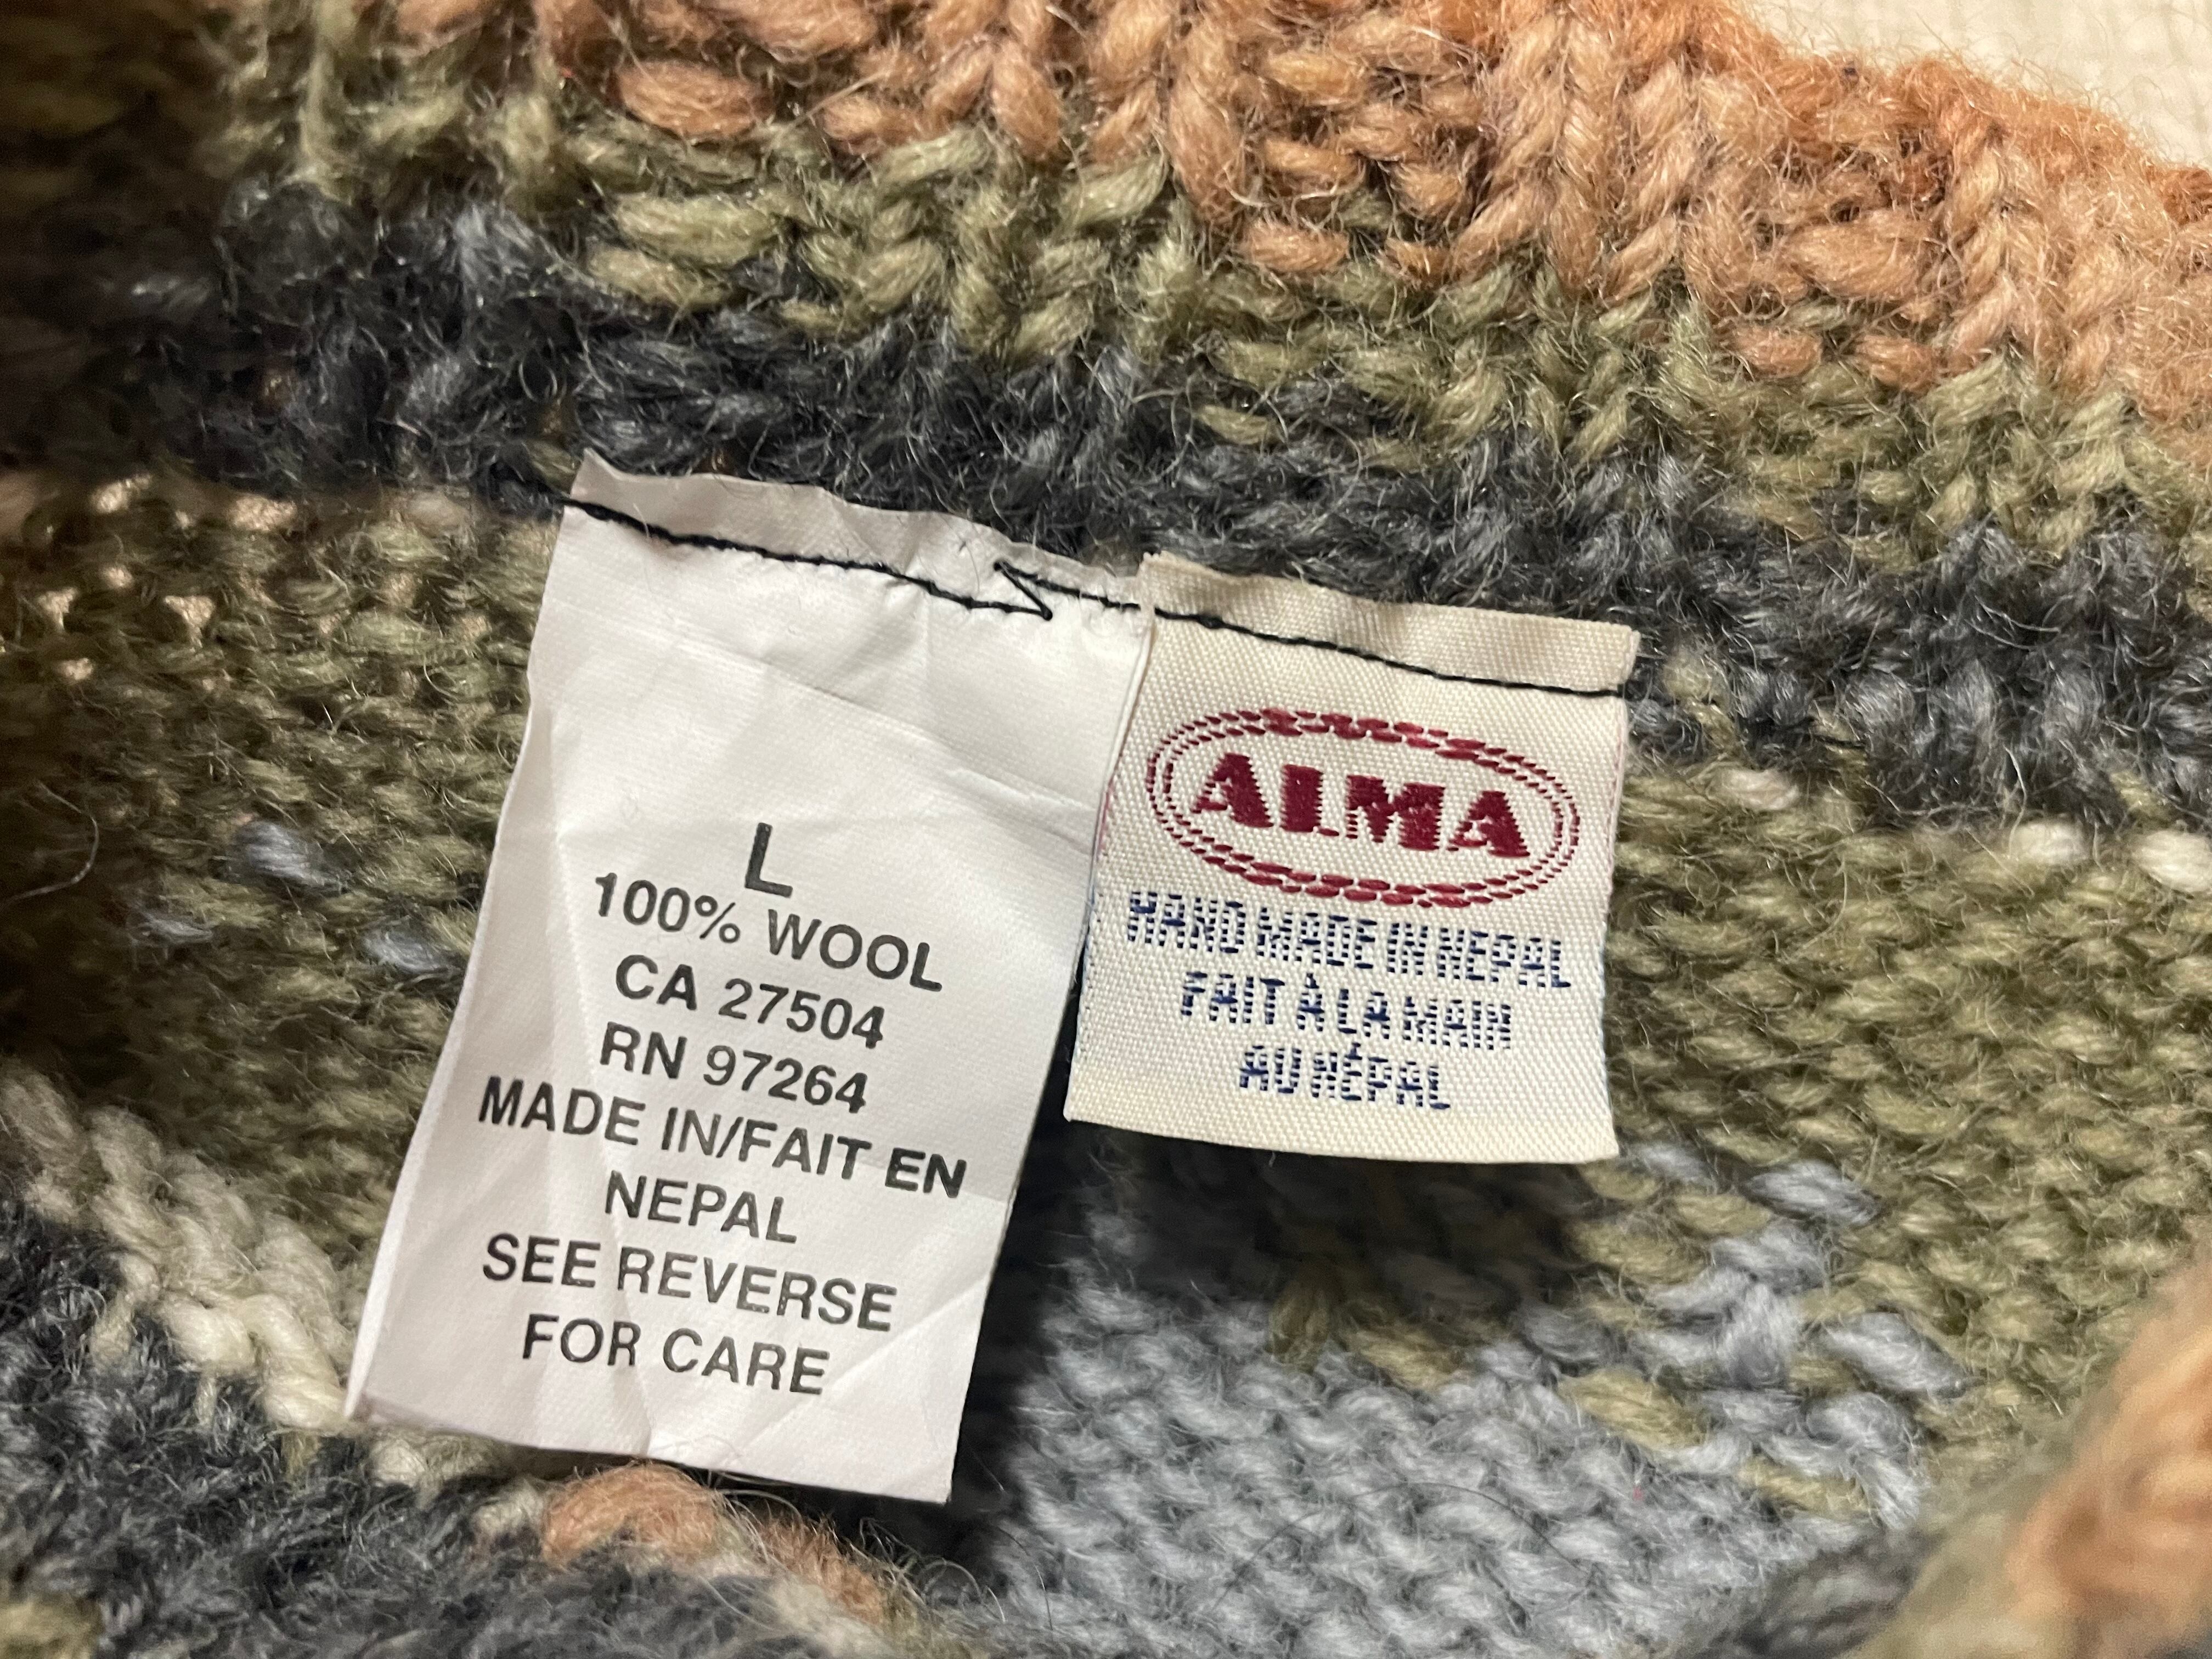 L
100% WOOL
CA 27504
RN 97264
MADE IN/FAIT EN
NEPAL
SEE REVERSE
FOR CARE
ALMA
HAND MADE IN NEPAL
FAIT À LA MAIN
AU NÉPAL